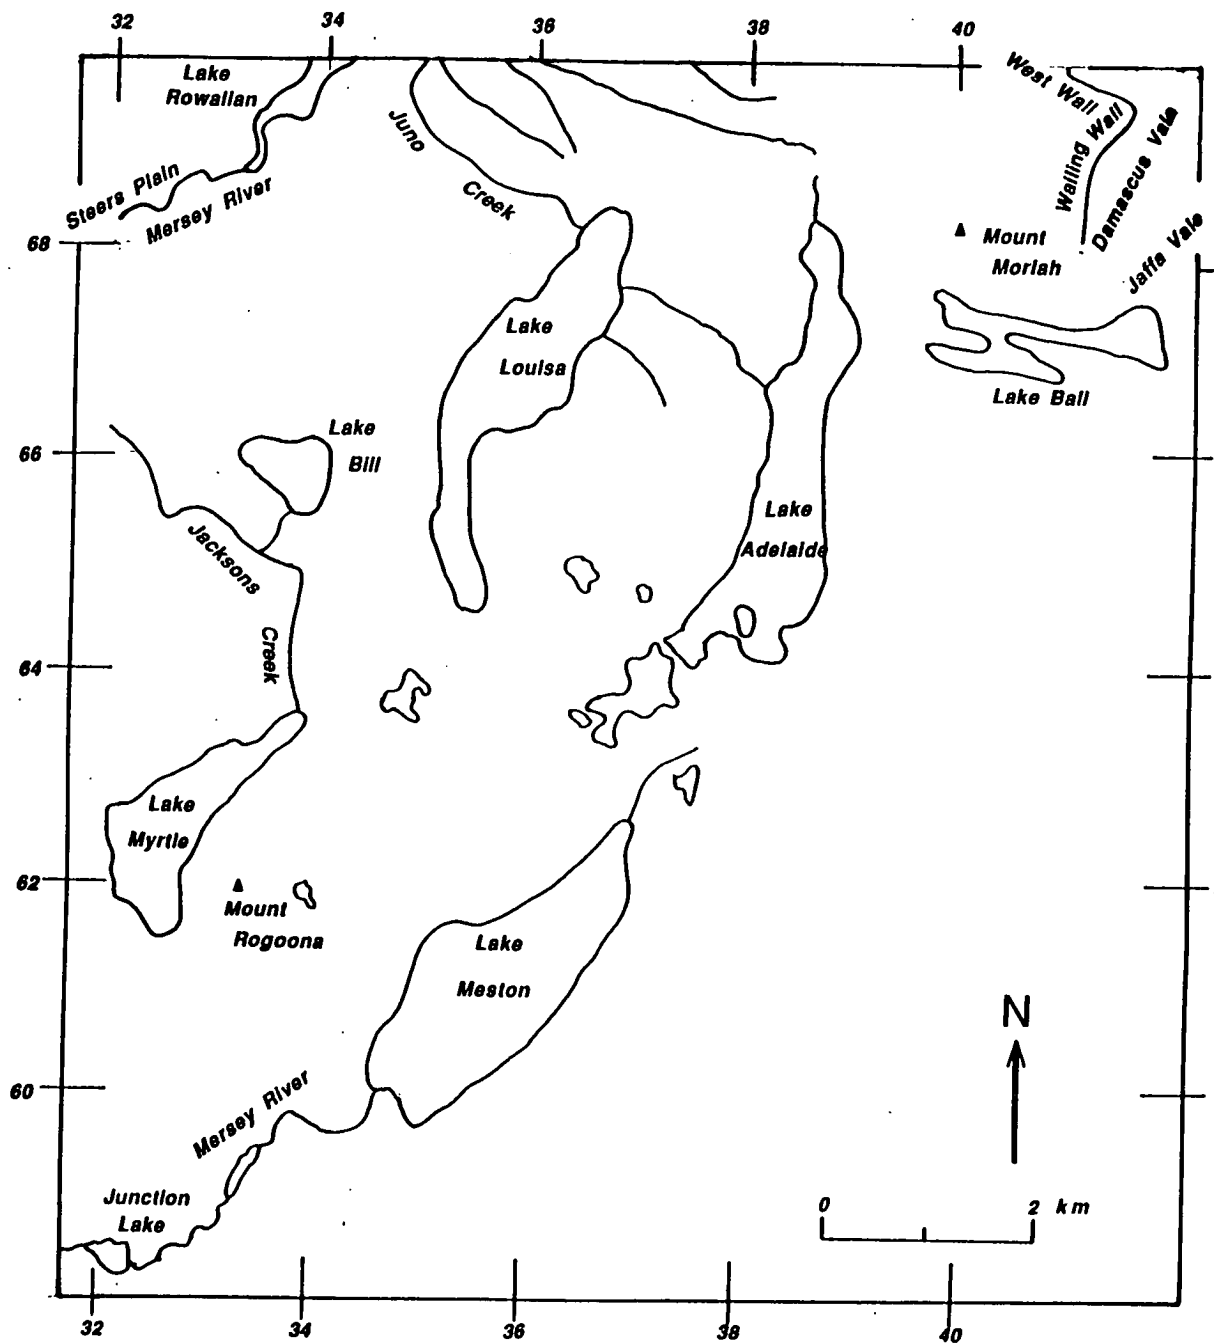 32 34 36 38 40
Lake
Rowallan
West Wall
Wailing Wall
Damascus Vale
Juno
Creek
Steers Plain
Mersey River
68
Mount
Moriah
Jaffa Vale
Lake
Louisa
Lake Ball
Lake
Bill
66
Lake
Adelaide
Jacksons
Creek
64
Lake
Myrtle
62
Mount
Rogoona
Lake
Meston
N
60
Mersey River
Junction
Lake
0 2 km
32 34 36 38 40